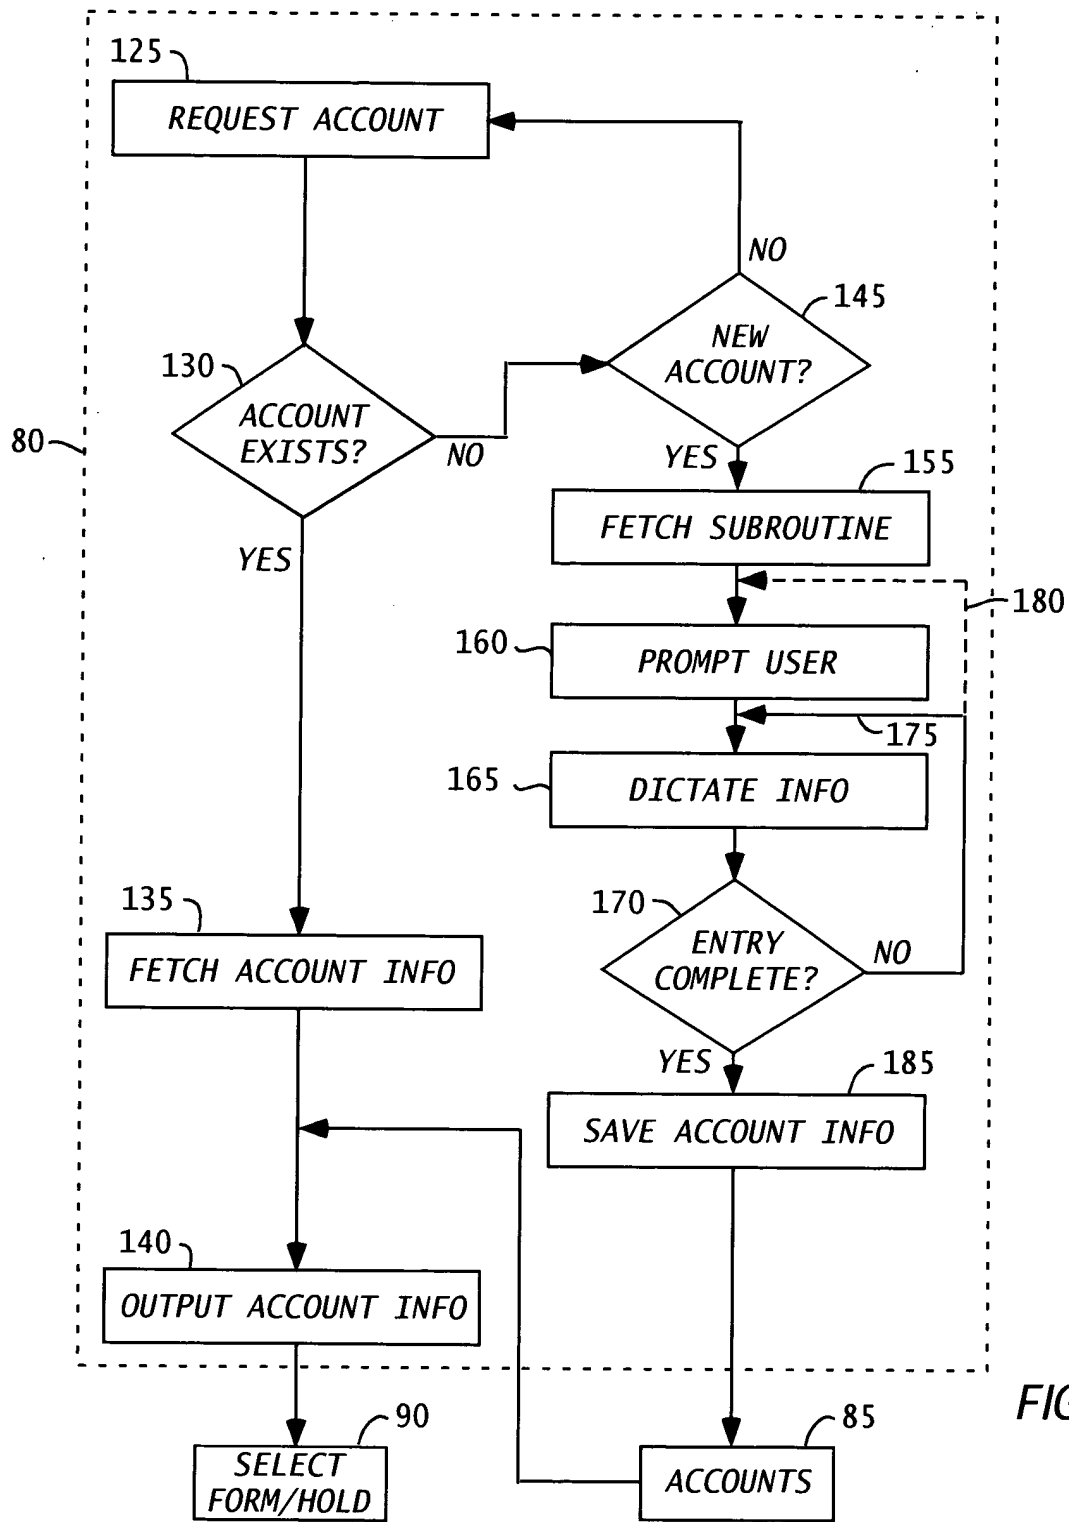 125
REQUEST ACCOUNT
NO
145
NEW
ACCOUNT?
130
ACCOUNT
EXISTS?
80
NO
YES
155
FETCH SUBROUTINE
YES
180
160
PROMPT USER
175
165
DICTATE INFO
135
170
FETCH ACCOUNT INFO
ENTRY
COMPLETE?
NO
YES
185
SAVE ACCOUNT INFO
140
OUTPUT ACCOUNT INFO
90
SELECT
FORM/HOLD
85
ACCOUNTS